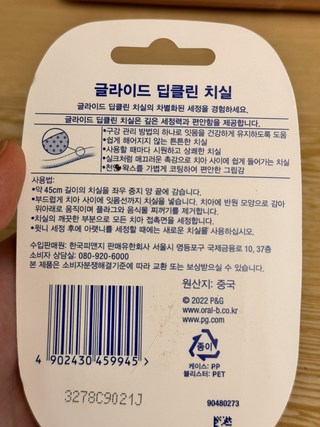 글라이드 딥클린 치실
글라이드 딥클린 치실의 차별화된 세정을 경험하세요.
글라이드 딥클린 치실은 깊은 세정력과 편안함을 제공합니다.
•구강 관리 방법의 하나로 잇몸을 건강하게 유지하도록 도움
•쉽게 해어지지 않는 튼튼한 치실
•사용할 때마다 시원하고 상쾌한 치실
•실크처럼 매끄러운 촉감으로 치아 사이에 쉽게 들어가는 치실
•천연 왁스를 가볍게 코팅하여 편안한 그립감
사용법:
•약 45cm 길이의 치실을 좌우 중지 양 끝에 감습니다.
•부드럽게 치아 사이에 잇몸선까지 치실을 넣습니다. 치아에 반원 모양으로 감아
위아래로 움직이며 플라그와 음식물 찌꺼기를 제거합니다.
•치실의 깨끗한 부분으로 모든 치아 접촉면을 세정합니다.
•윗니 세정 후에 아랫니를 세정할 때에는 새로운 치실를 사용하십시오.
수입판매원: 한국피앤지 판매유한회사 서울시 영등포구 국제금융로 10, 37층
소비자 상담실: 080-920-6000
본 제품은 소비자분쟁해결기준에 따라 교환 또는 보상받으실 수 있습니다.
원산지: 중국
© 2022 P&G
www.oral-b.co.kr
www.pg.com
종이
케이스: PP
블리스터: PET
4 902430 459945 >
3278C9021J
90480273